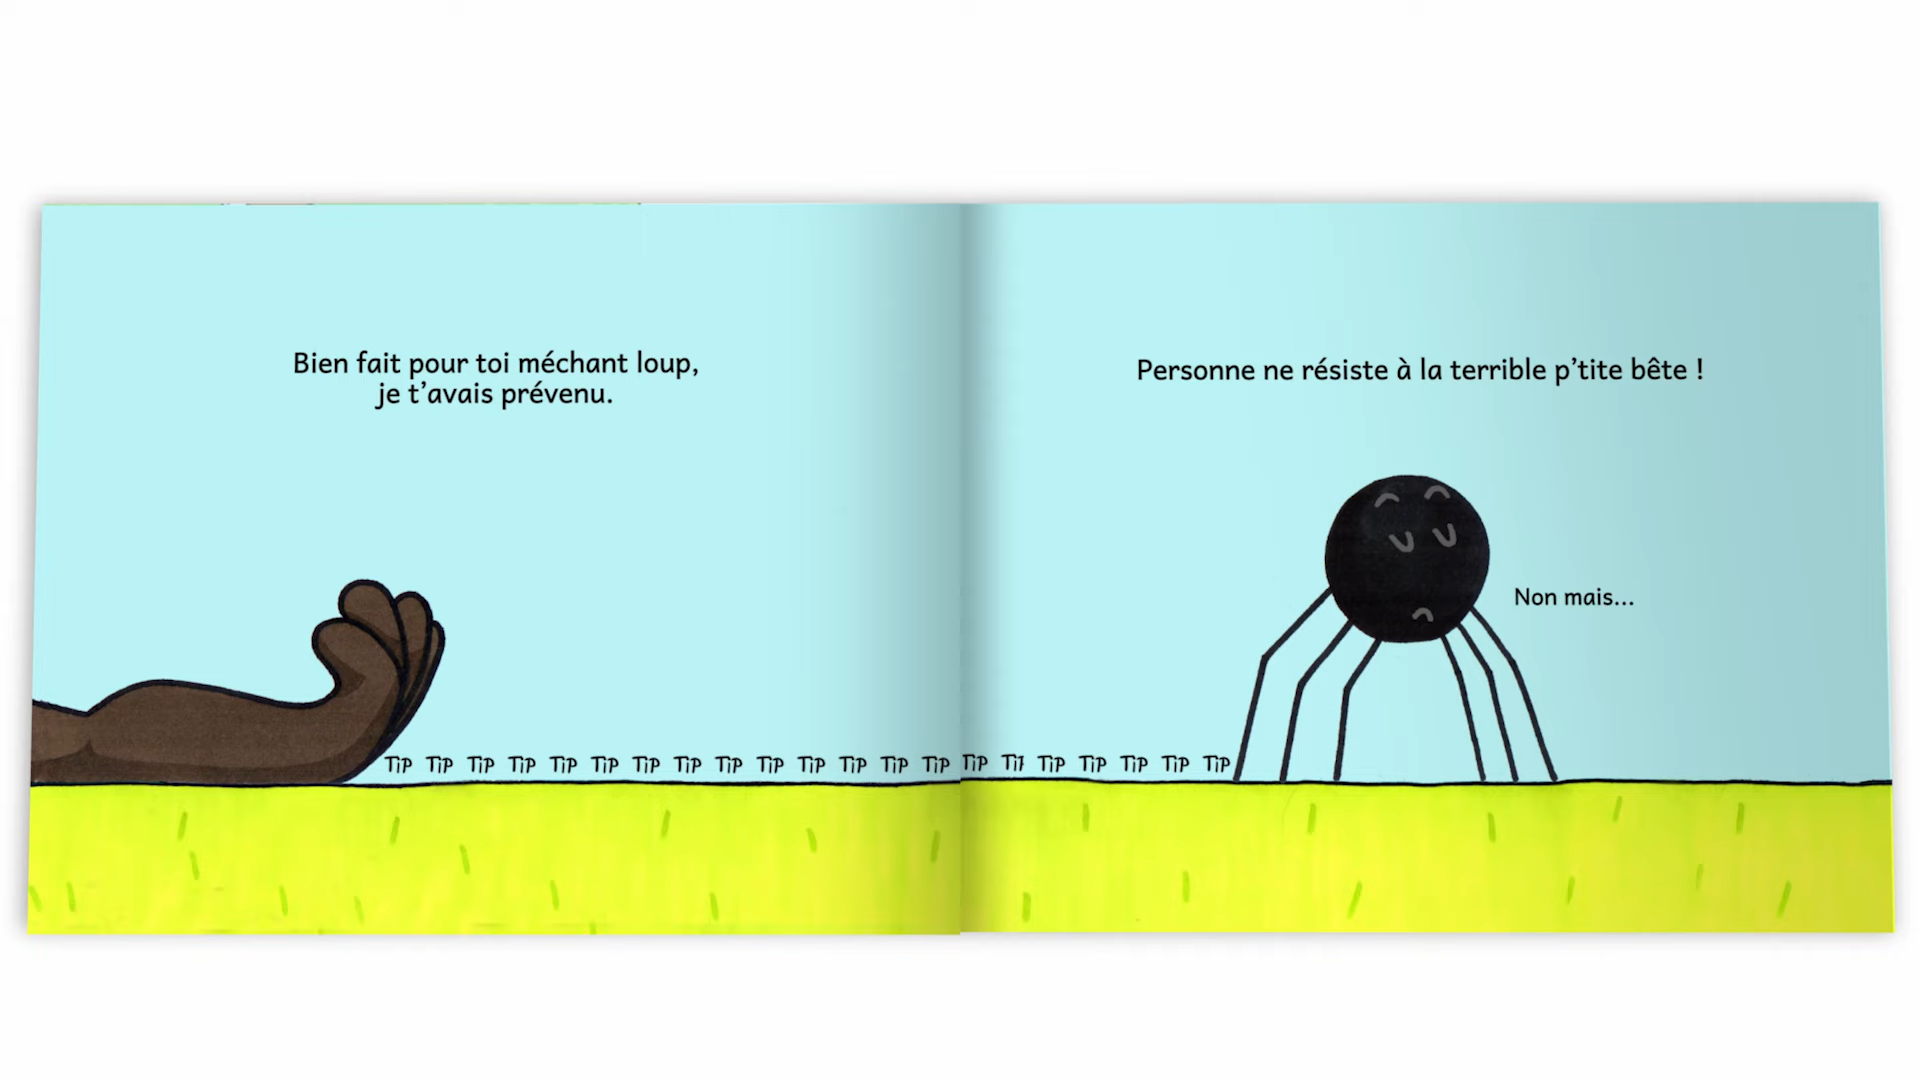 Bien fait pour toi méchant loup,
je t’avais prévenu.
Personne ne résiste à la terrible p’tite bête !
Non mais...
Tip Tip Tip Tip Tip Tip Tip Tip Tip Tip Tip Tip Tip Tip Tip Ti Tip Tip Tip Tip Tip